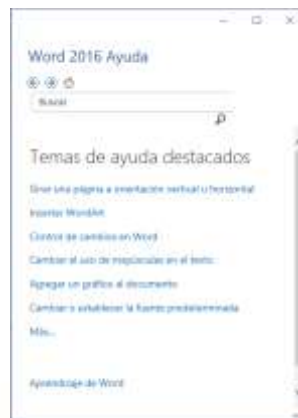 Word 2016 Ayuda
Buscar
Temas de ayuda destacados
Girar una página a orientación vertical u horizontal
Insertar WordArt
Control de cambios en Word
Cambiar el uso de mayúsculas en el texto
Agregar un gráfico al documento
Cambiar o establecer la fuente predeterminada
Más...
Aprendizaje de Word